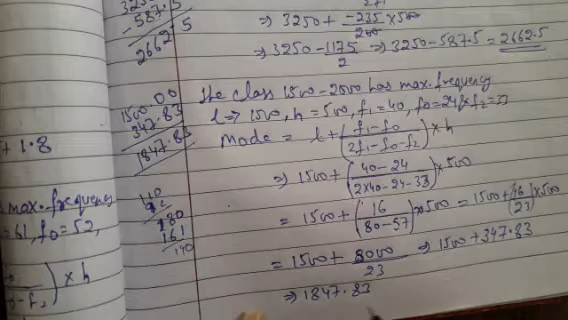 3250
- 587.5
2662 5
⇒ 3250 + -235 × 500
200
⇒ 3250 - 1175 ⇒ 3250 - 587.5 = 2662.5
2
The class 1500 - 2000 has max. frequency
l ⇒ 1500, h = 500, f₁ = 40, f₀ = 24 & f₂ = 33
Mode = l + (f₁ - f₀ / 2f₁ - f₀ - f₂) × h
⇒ 1500 + (40 - 24 / 2×40 - 24 - 33) × 500
= 1500 + (16 / 80 - 57) × 500 = 1500 + (16 / 23) × 500
= 1500 + 8000 / 23 ⇒ 1500 + 347.83
⇒ 1847.83
1500.00
347.83
1847.83
+ 1.8
max. frequency
= 61, f₀ = 52,
) × h
- f₂
180
161